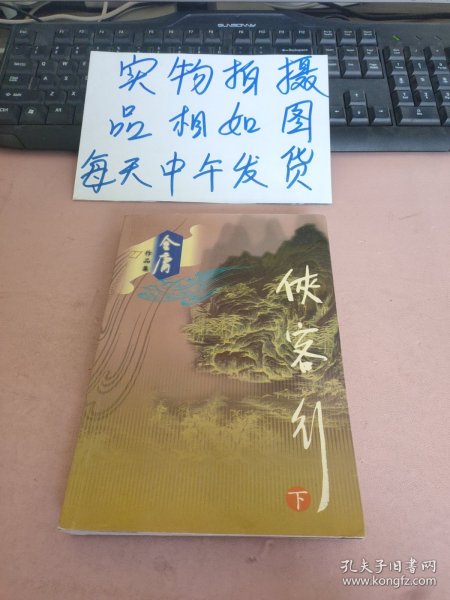 实物拍摄
品相如图
每天中午发货
金庸
作品集
俠客行
下
孔夫子旧书网
www.kongfz.com